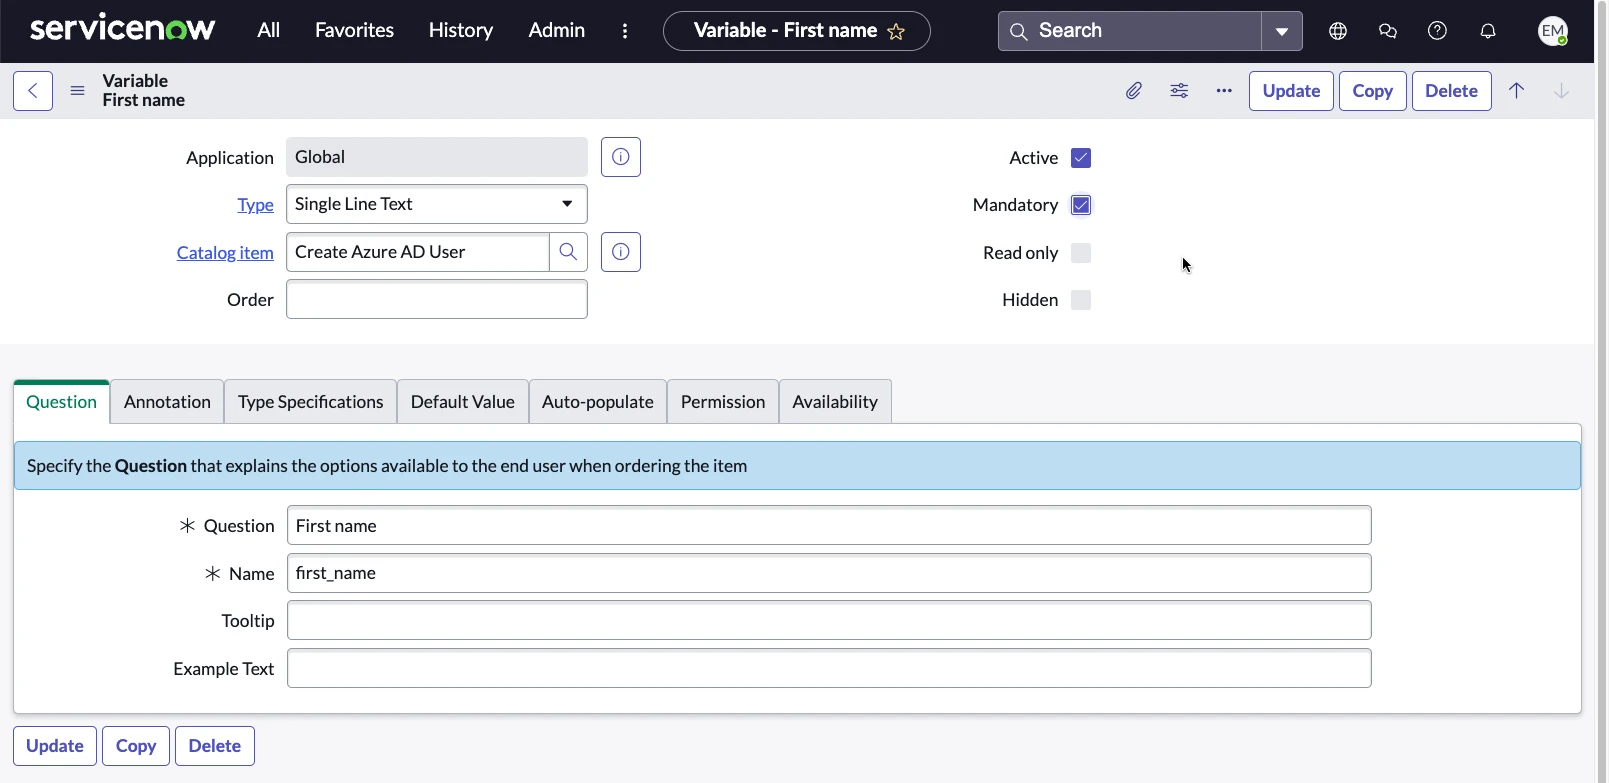 servicenow All Favorites History Admin Variable - First name Search EM
Variable
First name
Update Copy Delete
Application Global
Active
Type Single Line Text
Mandatory
Catalog item Create Azure AD User
Read only
Order
Hidden
Question Annotation Type Specifications Default Value Auto-populate Permission Availability
Specify the Question that explains the options available to the end user when ordering the item
Question First name
Name first_name
Tooltip
Example Text
Update Copy Delete